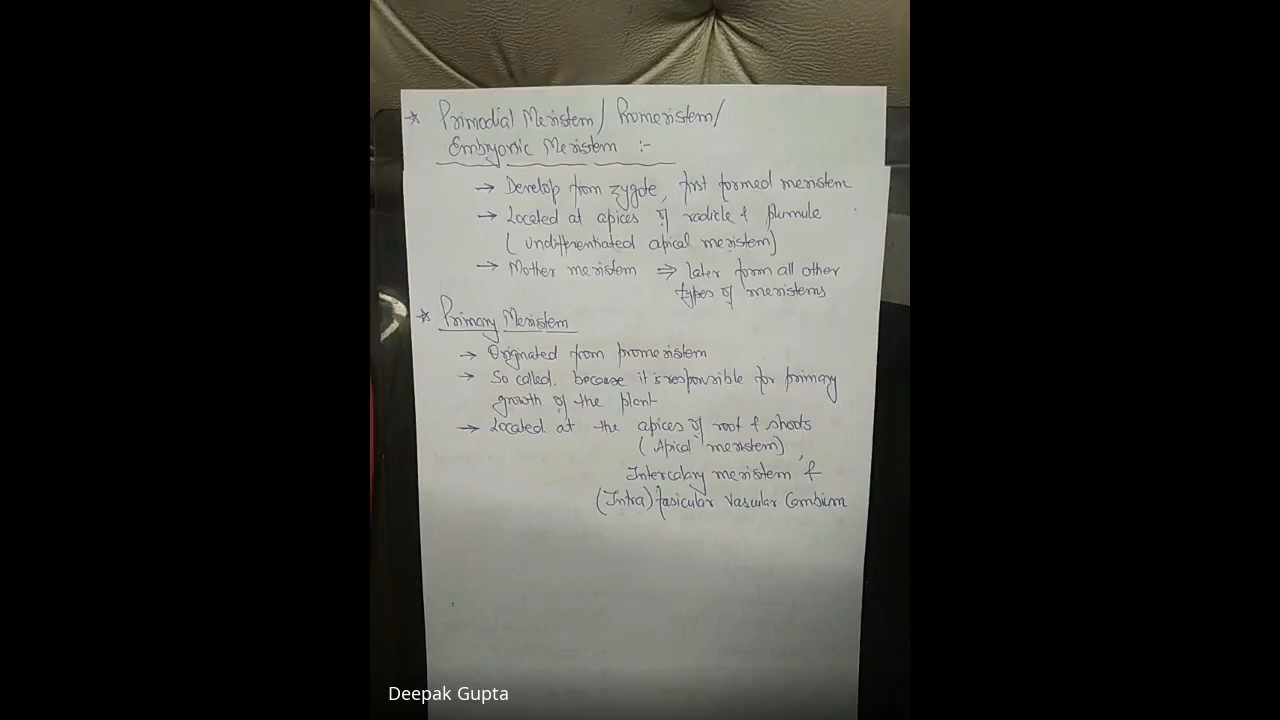 ☆ Primodial Meristem / Promeristem /
Embryonic Meristem :-
→ Develop from zygote, first formed meristem
→ Located at apices of radicle & plumule
( undifferentiated apical meristem)
→ Mother meristem ⇒ later form all other
types of meristems
☆ Primary Meristem
→ Originated from promeristem
→ So called. because it is responsible for primary
growth of the plant
→ Located at the apices of root & shoots
( Apical meristem) ,
Intercalary meristem &
(Intra) fasicular vascular Cambium
Deepak Gupta